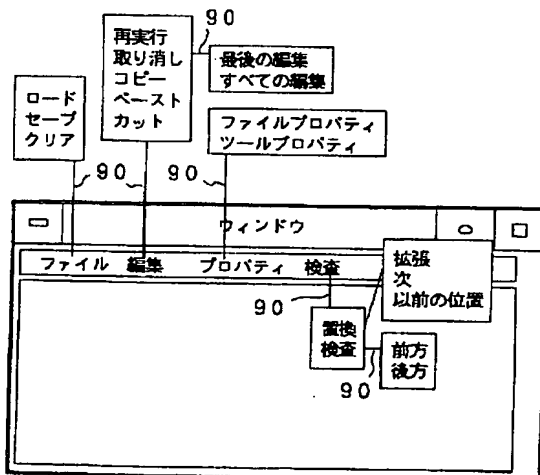 90
再実行
取り消し
コピー
ペースト
カット
最後の編集
すべての編集
ロード
セーブ
クリア
ファイルプロパティ
ツールプロパティ
90
90
ウィンドウ
ファイル 編集 プロパティ 検査
拡張
次
以前の位置
90
置換
検査
前方
後方
90